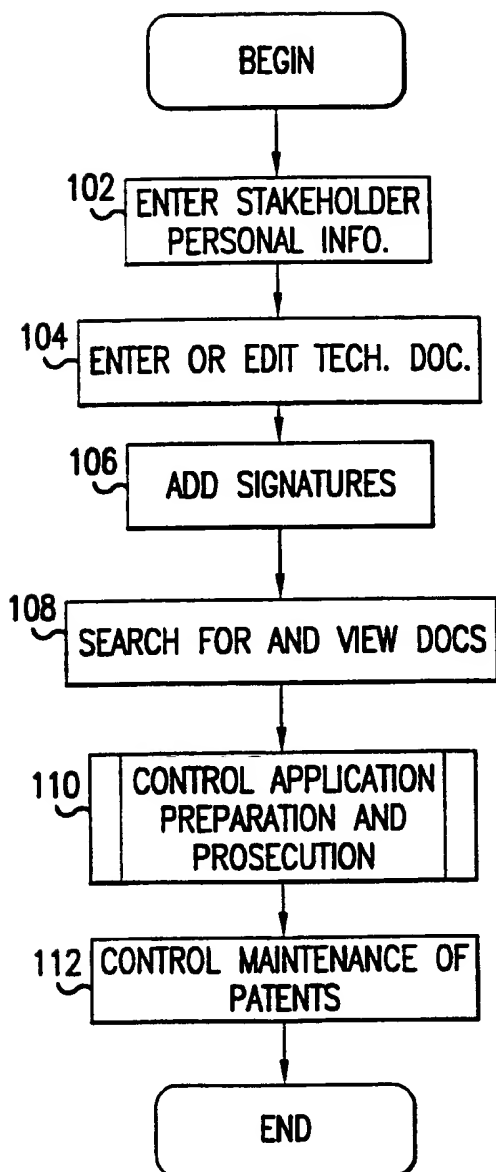 BEGIN
102
ENTER STAKEHOLDER
PERSONAL INFO.
104
ENTER OR EDIT TECH. DOC.
106
ADD SIGNATURES
108
SEARCH FOR AND VIEW DOCS
110
CONTROL APPLICATION
PREPARATION AND
PROSECUTION
112
CONTROL MAINTENANCE OF
PATENTS
END